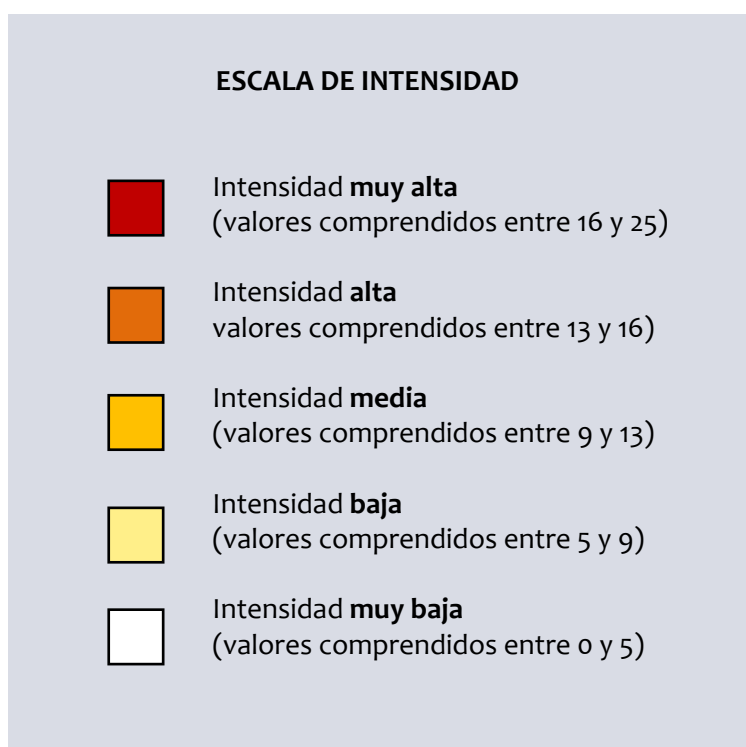 ESCALA DE INTENSIDAD
Intensidad muy alta
(valores comprendidos entre 16 y 25)
Intensidad alta
valores comprendidos entre 13 y 16)
Intensidad media
(valores comprendidos entre 9 y 13)
Intensidad baja
(valores comprendidos entre 5 y 9)
Intensidad muy baja
(valores comprendidos entre 0 y 5)